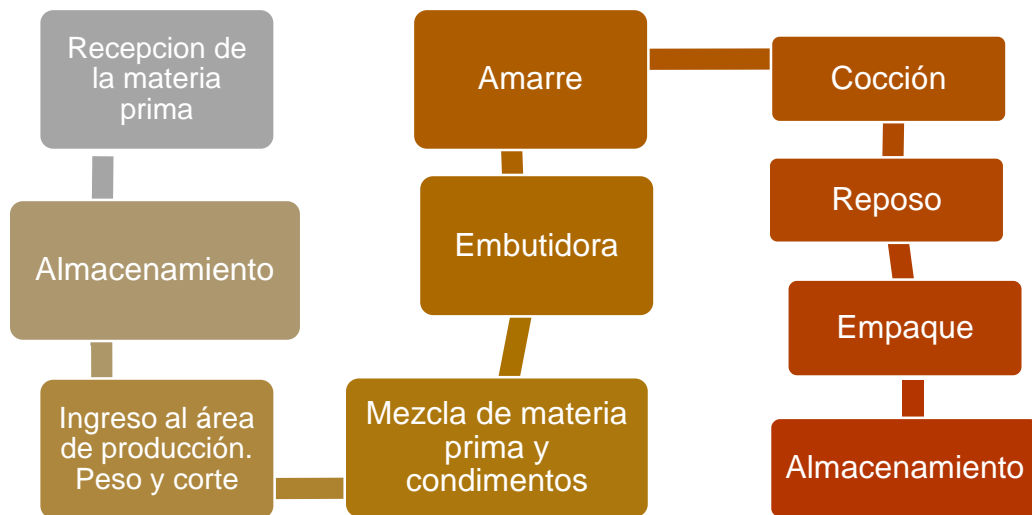 Recepcion de
la materia
prima
Almacenamiento
Ingreso al área
de producción.
Peso y corte
Mezcla de materia
prima y
condimentos
Embutidora
Amarre
Cocción
Reposo
Empaque
Almacenamiento